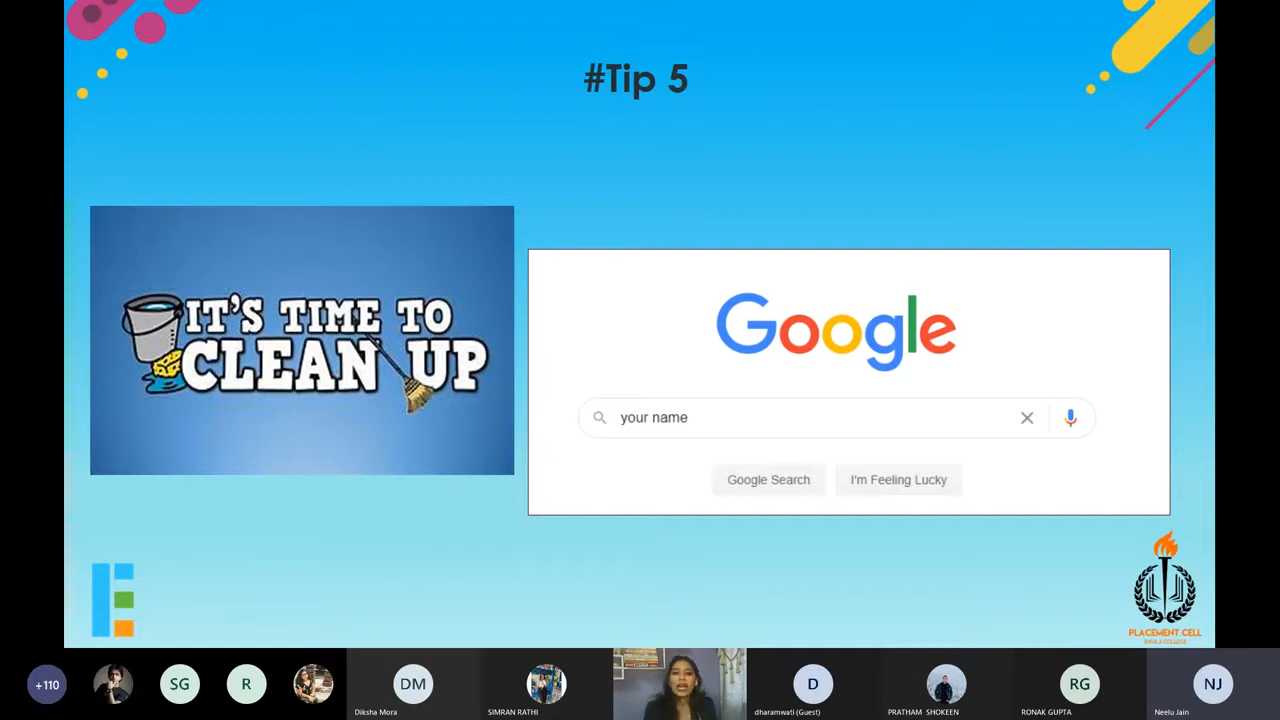 #Tip 5
IT'S TIME TO
CLEAN UP
Google
your name
Google Search
I'm Feeling Lucky
PLACEMENT CELL
+110
SG
R
DM
D
RG
NJ
Diksha Mora
SIMRAN RATHI
dharamwati (Guest)
PRATHAM SHOKEEN
RONAK GUPTA
Neelu Jain